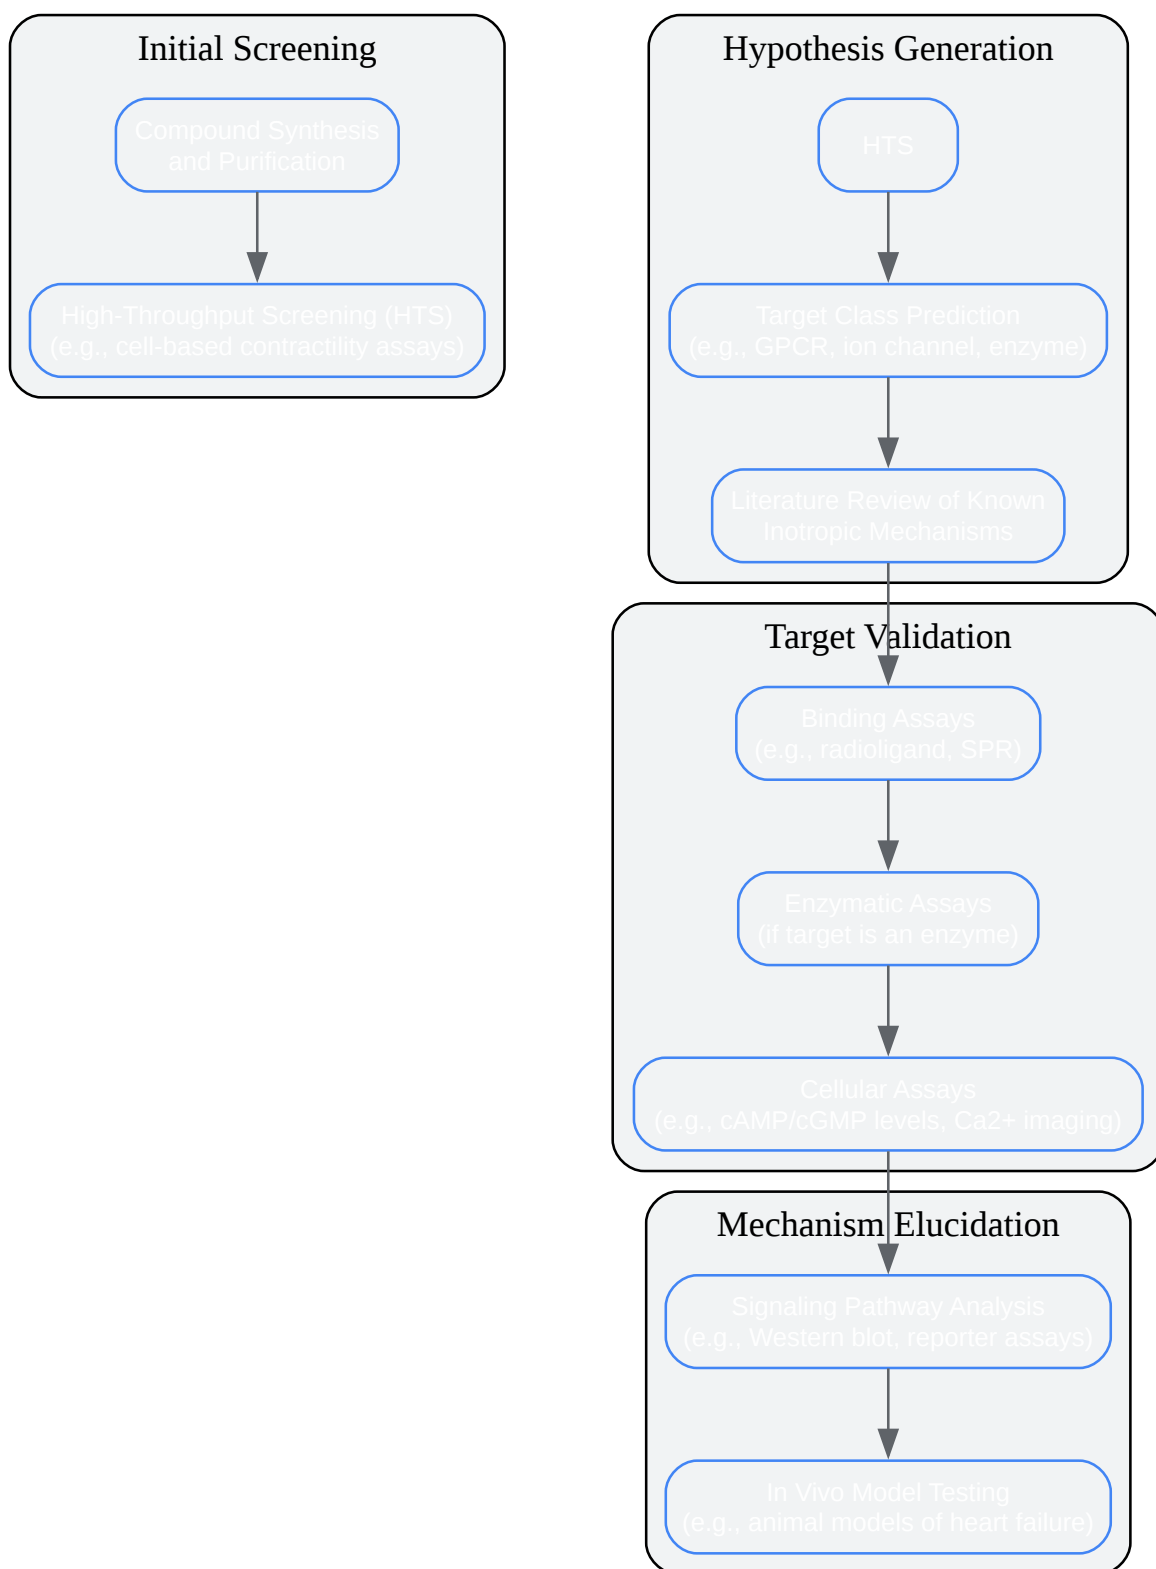 Initial Screening
Compound Synthesis
and Purification
High-Throughput Screening (HTS)
(e.g., cell-based contractility assays)
Hypothesis Generation
HTS
Target Class Prediction
(e.g., GPCR, ion channel, enzyme)
Literature Review of Known
Inotropic Mechanisms
Target Validation
Binding Assays
(e.g., radioligand, SPR)
Enzymatic Assays
(if target is an enzyme)
Cellular Assays
(e.g., cAMP/cGMP levels, Ca2+ imaging)
Mechanism Elucidation
Signaling Pathway Analysis
(e.g., Western blot, reporter assays)
In Vivo Model Testing
(e.g., animal models of heart failure)